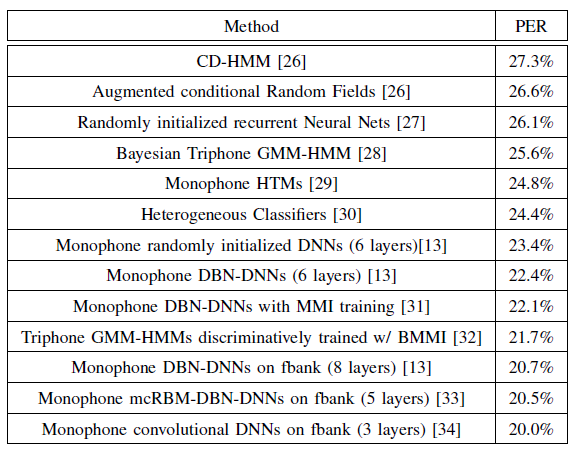 Method PER
CD-HMM [26] 27.3%
Augmented conditional Random Fields [26] 26.6%
Randomly initialized recurrent Neural Nets [27] 26.1%
Bayesian Triphone GMM-HMM [28] 25.6%
Monophone HTMs [29] 24.8%
Heterogeneous Classifiers [30] 24.4%
Monophone randomly initialized DNNs (6 layers)[13] 23.4%
Monophone DBN-DNNs (6 layers) [13] 22.4%
Monophone DBN-DNNs with MMI training [31] 22.1%
Triphone GMM-HMMs discriminatively trained w/ BMMI [32] 21.7%
Monophone DBN-DNNs on fbank (8 layers) [13] 20.7%
Monophone mcRBM-DBN-DNNs on fbank (5 layers) [33] 20.5%
Monophone convolutional DNNs on fbank (3 layers) [34] 20.0%